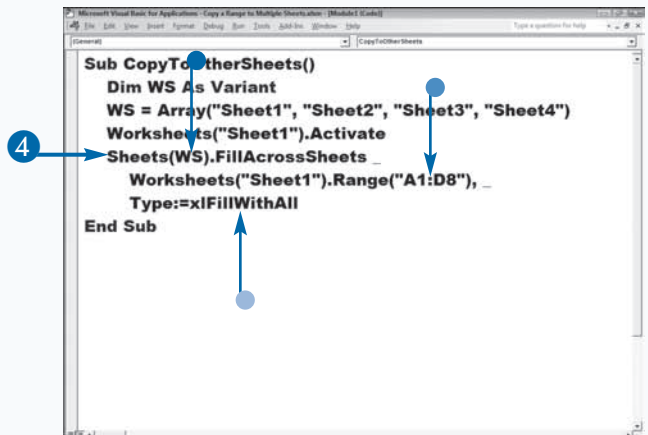 Microsoft Visual Basic for Applications - Copy a Range to Multiple Sheets.xlsm - [Module1 (Code)]
File Edit View Insert Format Debug Run Tools Add-Ins Window Help
Type a question for help
(General)
CopyToOtherSheets
Sub CopyToOtherSheets()
Dim WS As Variant
WS = Array("Sheet1", "Sheet2", "Sheet3", "Sheet4")
Worksheets("Sheet1").Activate
4
Sheets(WS).FillAcrossSheets _
Worksheets("Sheet1").Range("A1:D8"), _
Type:=xlFillWithAll
End Sub